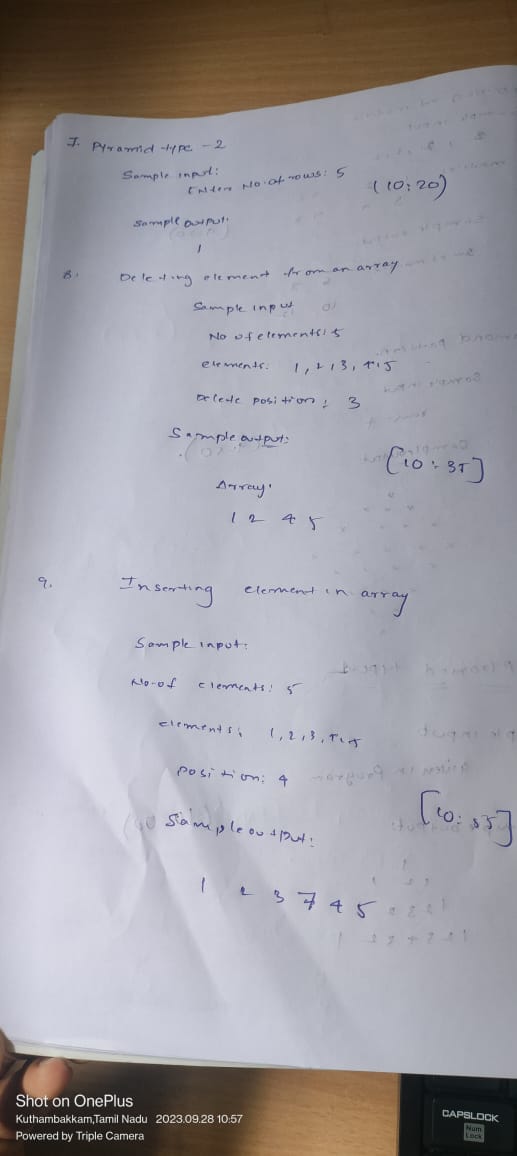 7. Pyramid type - 2
Sample input:
Enter No. of rows: 5
(10:20)
Sample output:
1
8. Deleting element from an array
Sample input
No of elements: 5
elements: 1, 2, 3, 4, 5
Delete position: 3
Sample output:
[10:35]
Array:
1 2 4 5
9. Inserting element in array
Sample input:
No. of elements: 5
elements: 1, 2, 3, 4, 5
position: 4
[10:55]
Sample output:
1 2 3 7 4 5
Shot on OnePlus
Kuthambakkam,Tamil Nadu 2023.09.28 10:57
Powered by Triple Camera
CAPSLOCK
Num
Lock